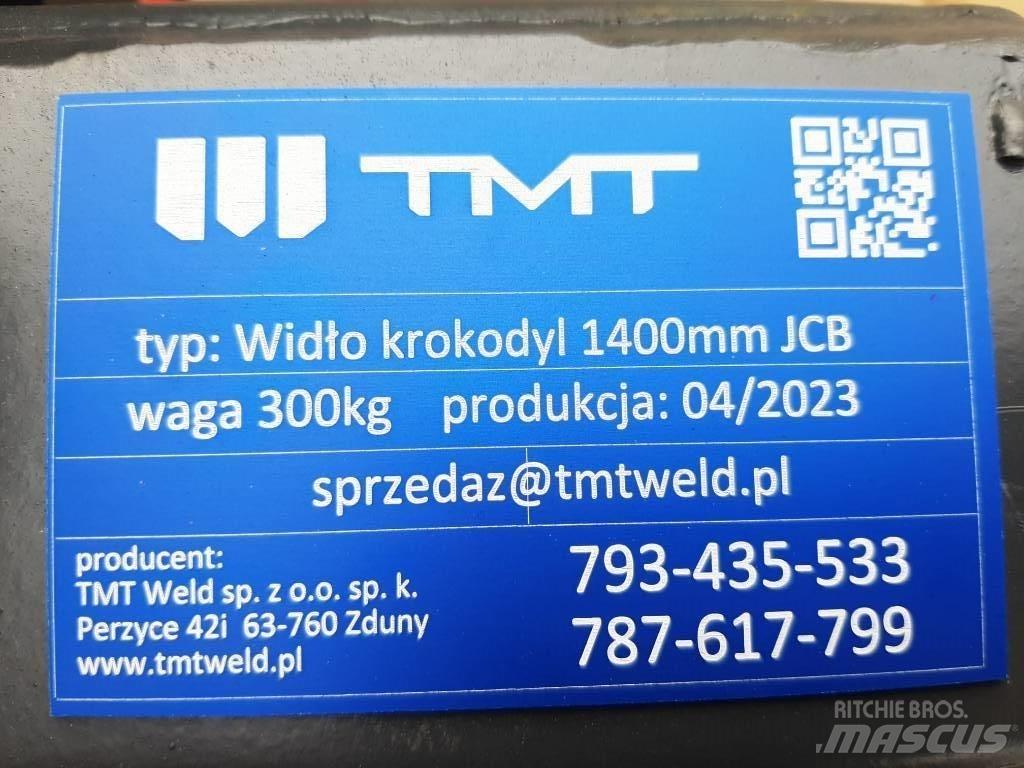 TMT
typ: Widło krokodyl 1400mm JCB
waga 300kg produkcja: 04/2023
sprzedaz@tmtweld.pl
producent:
TMT Weld sp. z o.o. sp. k.
Perzyce 42i 63-760 Zduny
www.tmtweld.pl
793-435-533
787-617-799
RITCHIE BROS.
MASCUS